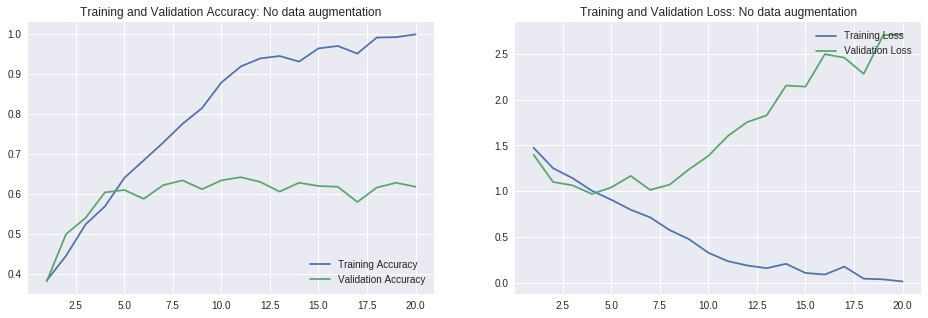 Training and Validation Accuracy: No data augmentation
1.0
0.9
0.8
0.7
0.6
0.5
0.4
Training Accuracy
Validation Accuracy
2.5 5.0 7.5 10.0 12.5 15.0 17.5 20.0
Training and Validation Loss: No data augmentation
Training Loss
Validation Loss
2.5
2.0
1.5
1.0
0.5
0.0
2.5 5.0 7.5 10.0 12.5 15.0 17.5 20.0